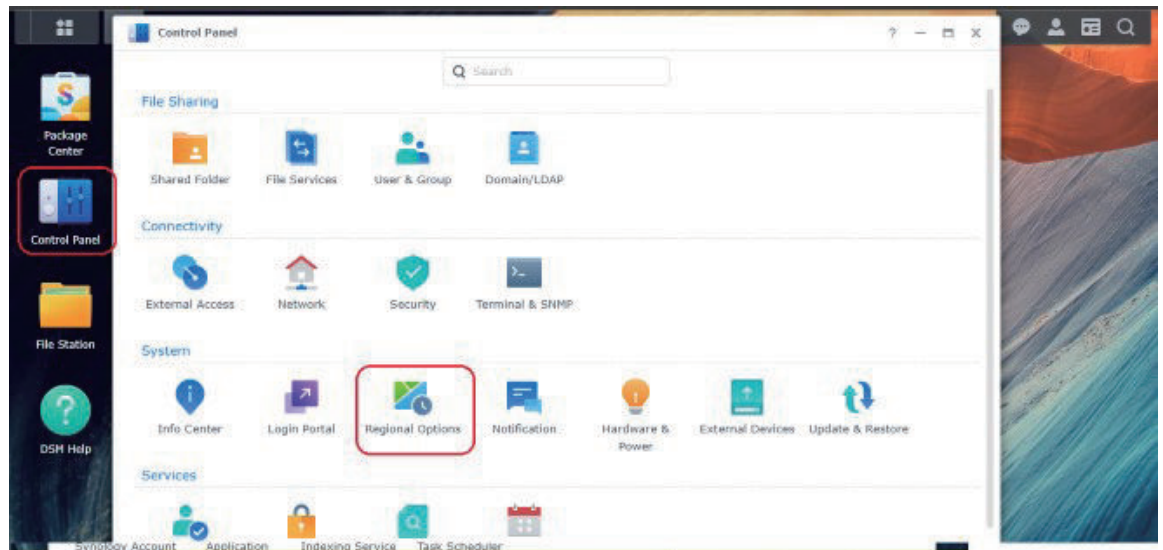 Control Panel
Search
File Sharing
Package
Center
Shared Folder File Services User & Group Domain/LDAP
Control Panel
Connectivity
External Access Network Security Terminal & SNMP
File Station
System
Info Center Login Portal Regional Options Notification Hardware & Power External Devices Update & Restore
DSM Help
Services
Synology Account Application Indexing Service Task Scheduler